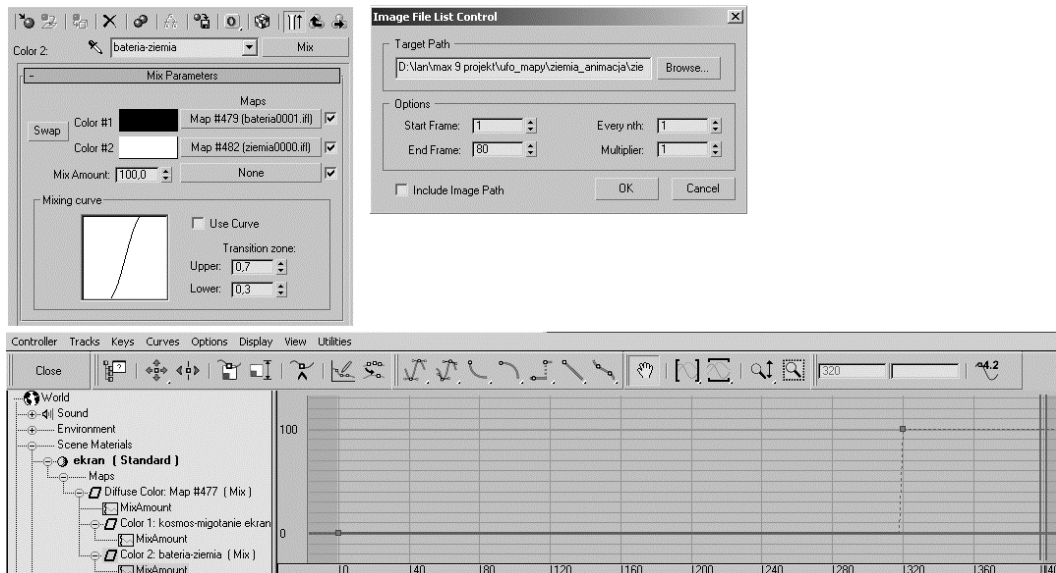 Color 2:
bateria-ziemia
Mix
Mix Parameters
Maps
Swap
Color #1
Map #479 (bateria0001.ifl)
Color #2
Map #482 (ziemia0000.ifl)
Mix Amount: 100,0
None
Mixing curve
Use Curve
Transition zone:
Upper: 0,7
Lower: 0,3
Image File List Control
Target Path
D:\lan\max 9 projekt\ufo_mapy\ziemia_animacja\zie
Browse...
Options
Start Frame: 1
Every nth: 1
End Frame: 80
Multiplier: 1
Include Image Path
OK
Cancel
Controller Tracks Keys Curves Options Display View Utilities
Close
320
4.2
World
Sound
Environment
Scene Materials
ekran ( Standard )
Maps
Diffuse Color: Map #477 ( Mix )
MixAmount
Color 1: kosmos-migotanie ekran
MixAmount
Color 2: bateria-ziemia ( Mix )
MixAmount
100
0
0 40 80 120 160 200 240 280 320 360